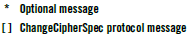 * Optional message
[ ] ChangeCipherSpec protocol message